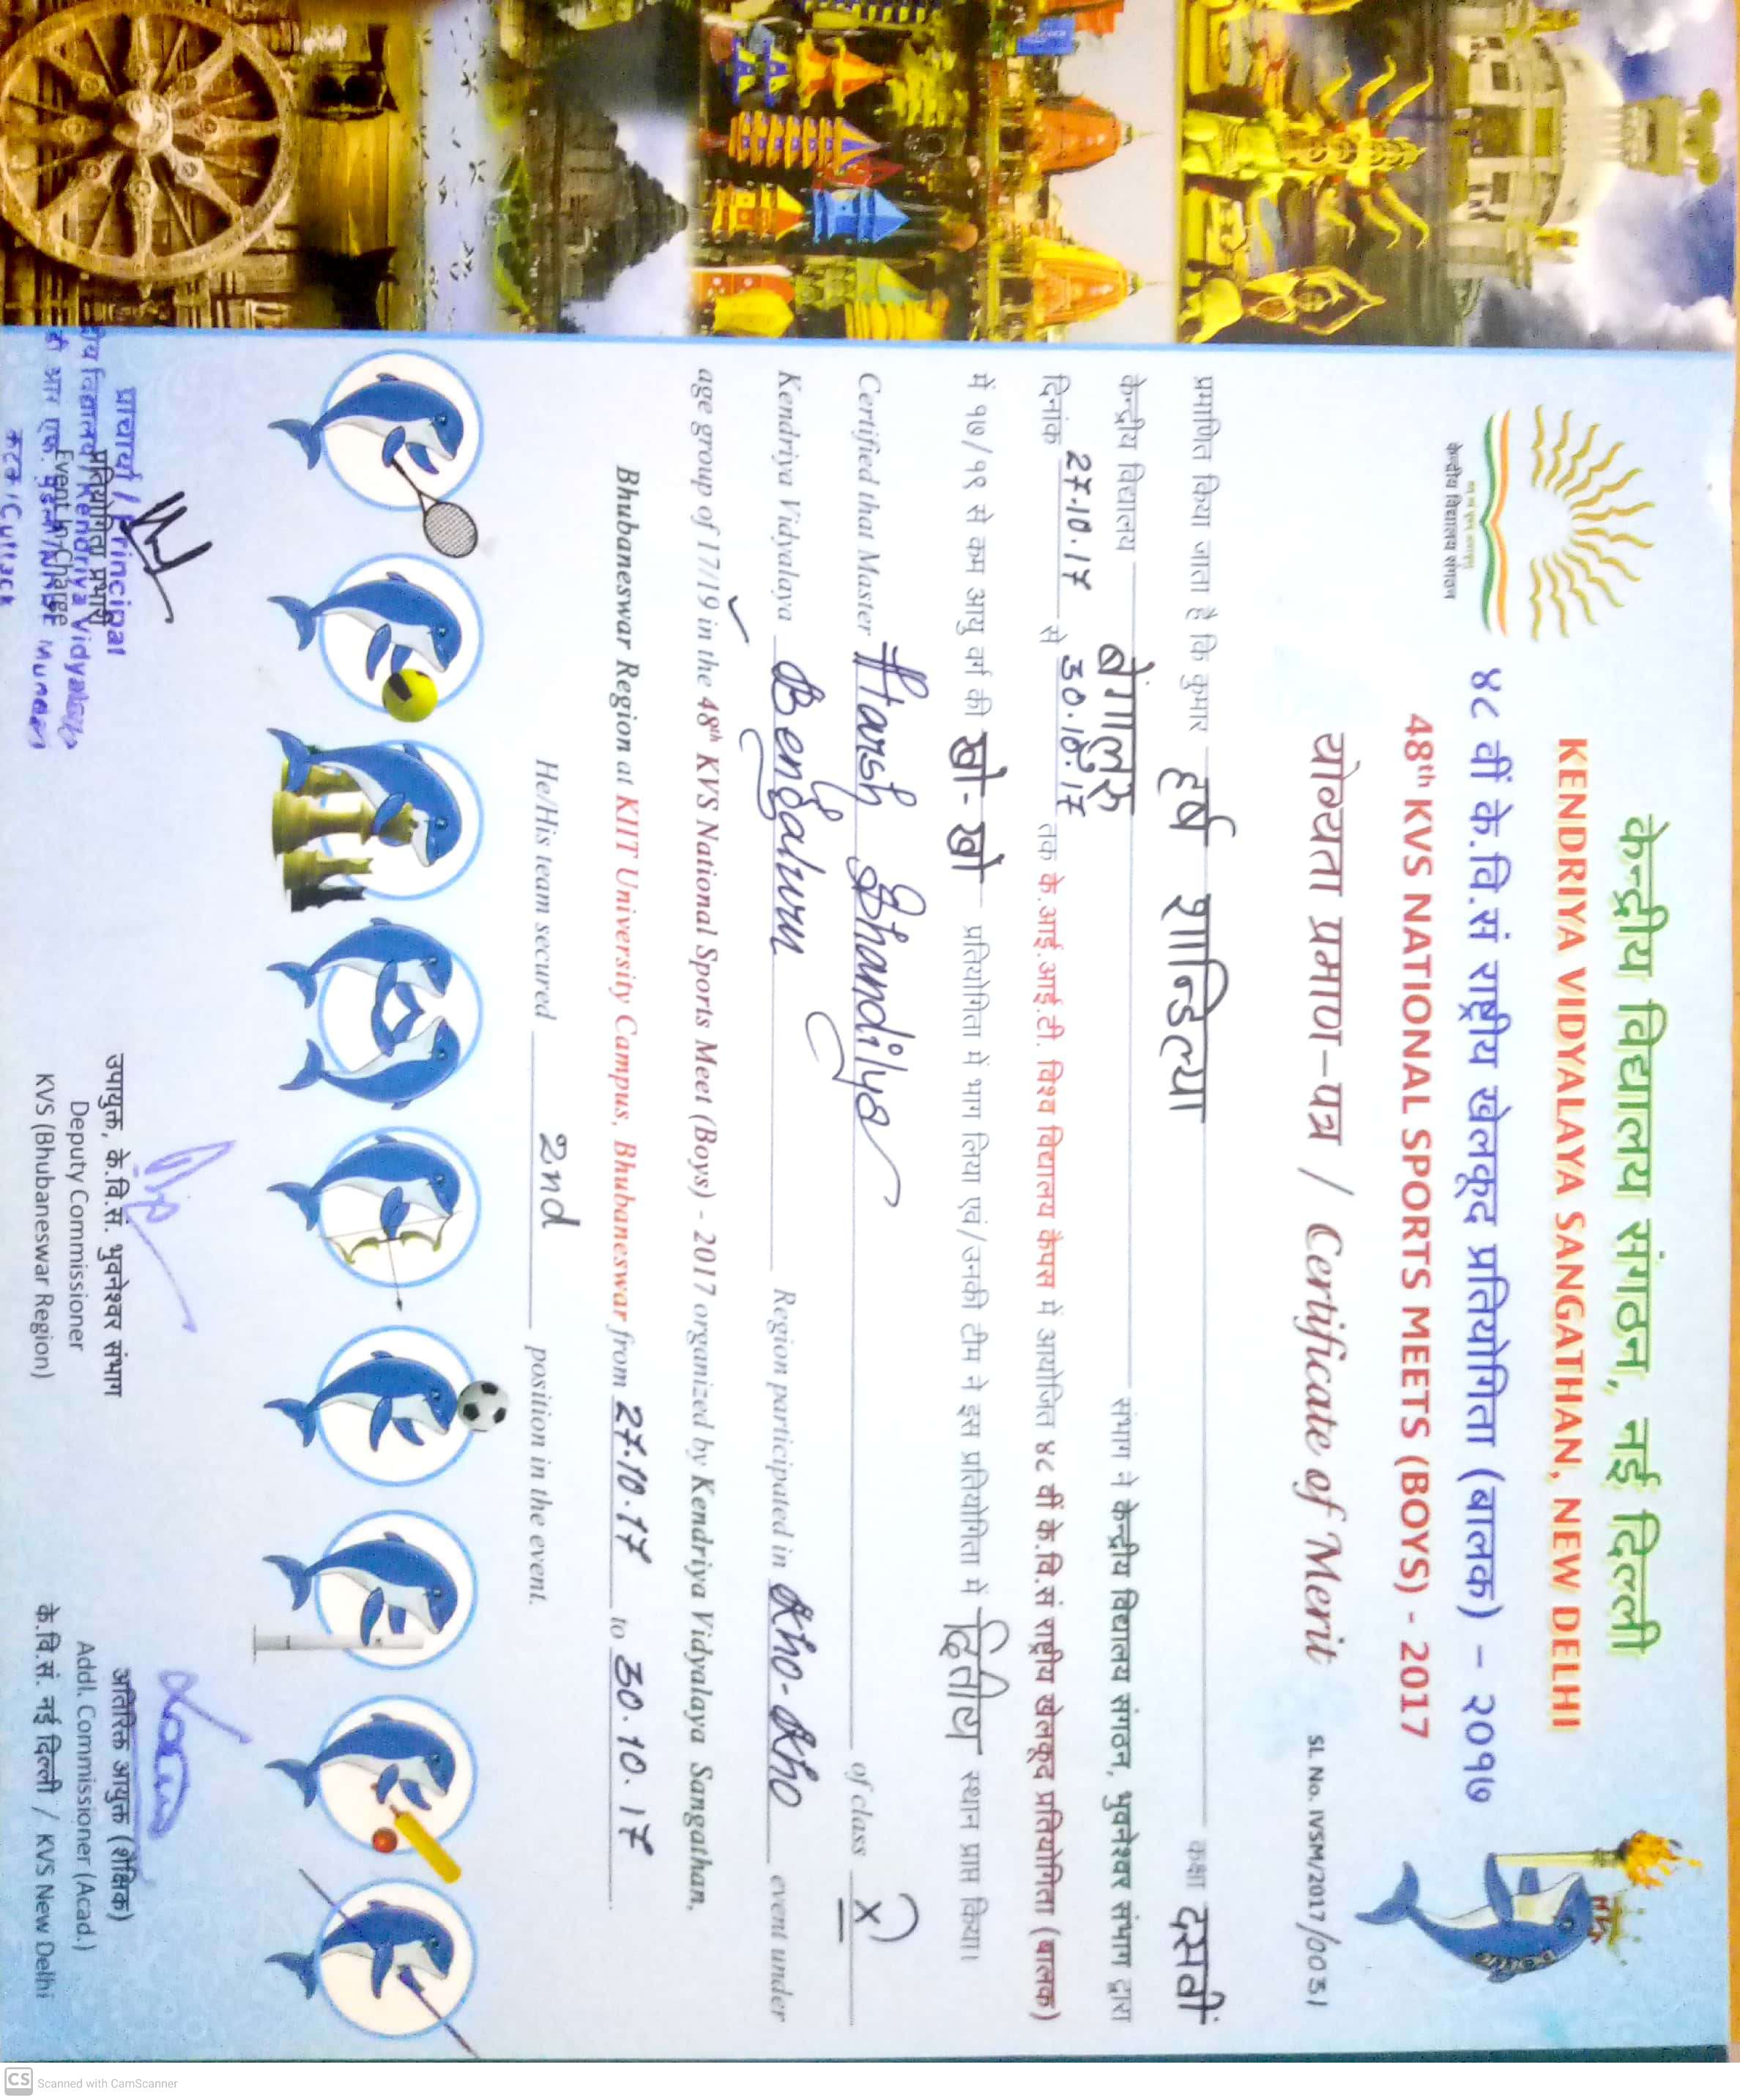 केन्द्रीय विद्यालय संगठन, नई दिल्ली
KENDRIYA VIDYALAYA SANGATHAN, NEW DELHI
४८ वीं के.वि.सं राष्ट्रीय खेलकूद प्रतियोगिता (बालक) – २०१७
48th KVS NATIONAL SPORTS MEETS (BOYS) - 2017
केन्द्रीय विद्यालय संगठन
योग्यता प्रमाण-पत्र / Certificate of Merit
SL No. IVSM/2017/0031
प्रमाणित किया जाता है कि कुमार हर्ष शान्डिल्या कक्षा दसवीं
केन्द्रीय विद्यालय बेंगालुरु संभाग ने केन्द्रीय विद्यालय संगठन, भुवनेश्वर संभाग द्वारा
दिनांक 27.10.17 से 30.10.17 तक के.आई.आई.टी. विश्व विद्यालय कैपस में आयोजित ४८ वीं के.वि.सं राष्ट्रीय खेलकूद प्रतियोगिता (बालक)
में १७/१९ से कम आयु वर्ग की खो-खो प्रतियोगिता में भाग लिया एवं/उनकी टीम ने इस प्रतियोगिता में द्वितीय स्थान प्राप्त किया।
Certified that Master Harsh Shandilya of class X
Kendriya Vidyalaya Bengaluru Region participated in Kho-Kho event under
age group of 17/19 in the 48th KVS National Sports Meet (Boys) - 2017 organized by Kendriya Vidyalaya Sangathan,
Bhubaneswar Region at KIIT University Campus, Bhubaneswar from 27.10.17 to 30.10.17
He/His team secured 2nd position in the event.
प्राचार्या / Principal
प्रतियोगिता प्रभारी
विद्यालय / Kendriya Vidyalaya
Event In-Charge
डी आर एफ. Mundali
कटक / Cuttack
उपायुक्त, के.वि.सं. भुवनेश्वर संभाग
Deputy Commissioner
KVS (Bhubaneswar Region)
अतिरिक्त आयुक्त (शैक्षिक)
Addl. Commissioner (Acad.)
के.वि.सं. नई दिल्ली / KVS New Delhi
CS Scanned with CamScanner